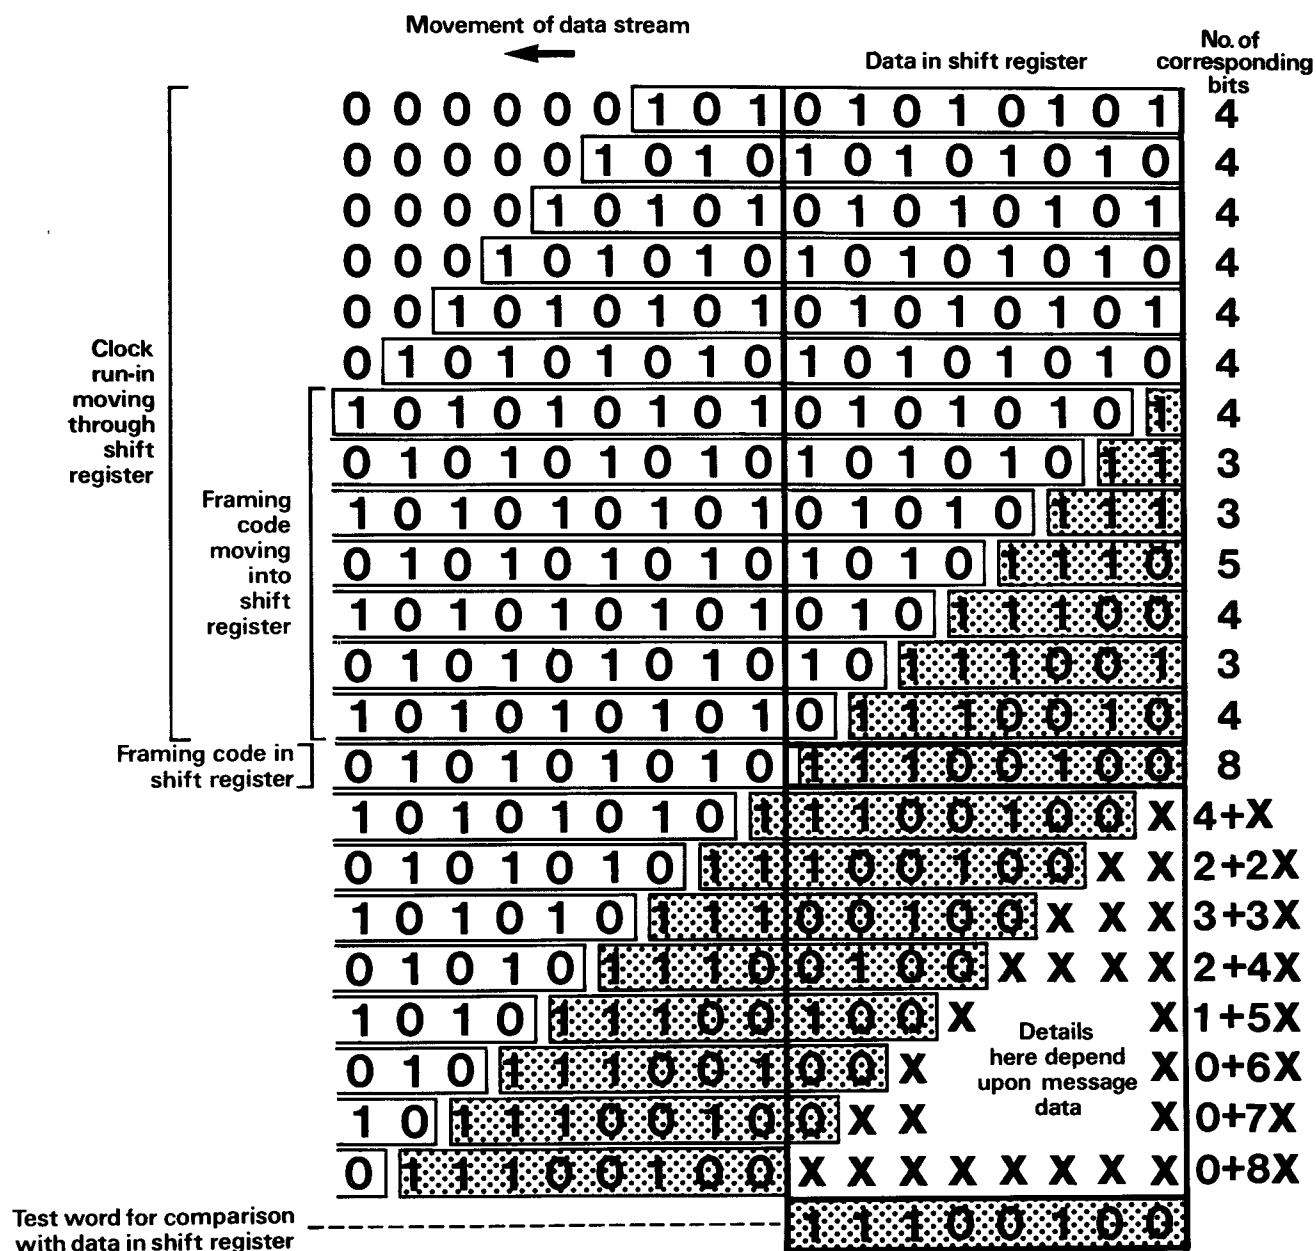 Movement of data stream
Data in shift register
No. of
corresponding
bits
0 0 0 0 0 0 1 0 1 0 1 0 1 0 1 0 1 4
0 0 0 0 0 1 0 1 0 1 0 1 0 1 0 1 0 4
0 0 0 0 1 0 1 0 1 0 1 0 1 0 1 0 1 4
0 0 0 1 0 1 0 1 0 1 0 1 0 1 0 1 0 4
0 0 1 0 1 0 1 0 1 0 1 0 1 0 1 0 1 4
0 1 0 1 0 1 0 1 0 1 0 1 0 1 0 1 0 4
1 0 1 0 1 0 1 0 1 0 1 0 1 0 1 0 1 4
0 1 0 1 0 1 0 1 0 1 0 1 0 1 0 1 1 3
1 0 1 0 1 0 1 0 1 0 1 0 1 0 1 1 1 3
0 1 0 1 0 1 0 1 0 1 0 1 0 1 1 1 0 5
1 0 1 0 1 0 1 0 1 0 1 0 1 1 1 0 0 4
0 1 0 1 0 1 0 1 0 1 0 1 1 1 0 0 1 3
1 0 1 0 1 0 1 0 1 0 1 1 1 0 0 1 0 4
0 1 0 1 0 1 0 1 0 1 1 1 0 0 1 0 0 8
1 0 1 0 1 0 1 0 1 1 1 0 0 1 0 0 X 4+X
0 1 0 1 0 1 0 1 1 1 0 0 1 0 0 X X 2+2X
1 0 1 0 1 0 1 1 1 0 0 1 0 0 X X X 3+3X
0 1 0 1 0 1 1 1 0 0 1 0 0 X X X X 2+4X
1 0 1 0 1 1 1 0 0 1 0 0 X X 1+5X
0 1 0 1 1 1 0 0 1 0 0 X X 0+6X
1 0 1 1 1 0 0 1 0 0 X X X 0+7X
0 1 1 1 0 0 1 0 0 X X X X X X X X 0+8X
Details
here depend
upon message
data
Clock
run-in
moving
through
shift
register
Framing
code
moving
into
shift
register
Framing code in
shift register
Test word for comparison
with data in shift register
1 1 1 0 0 1 0 0